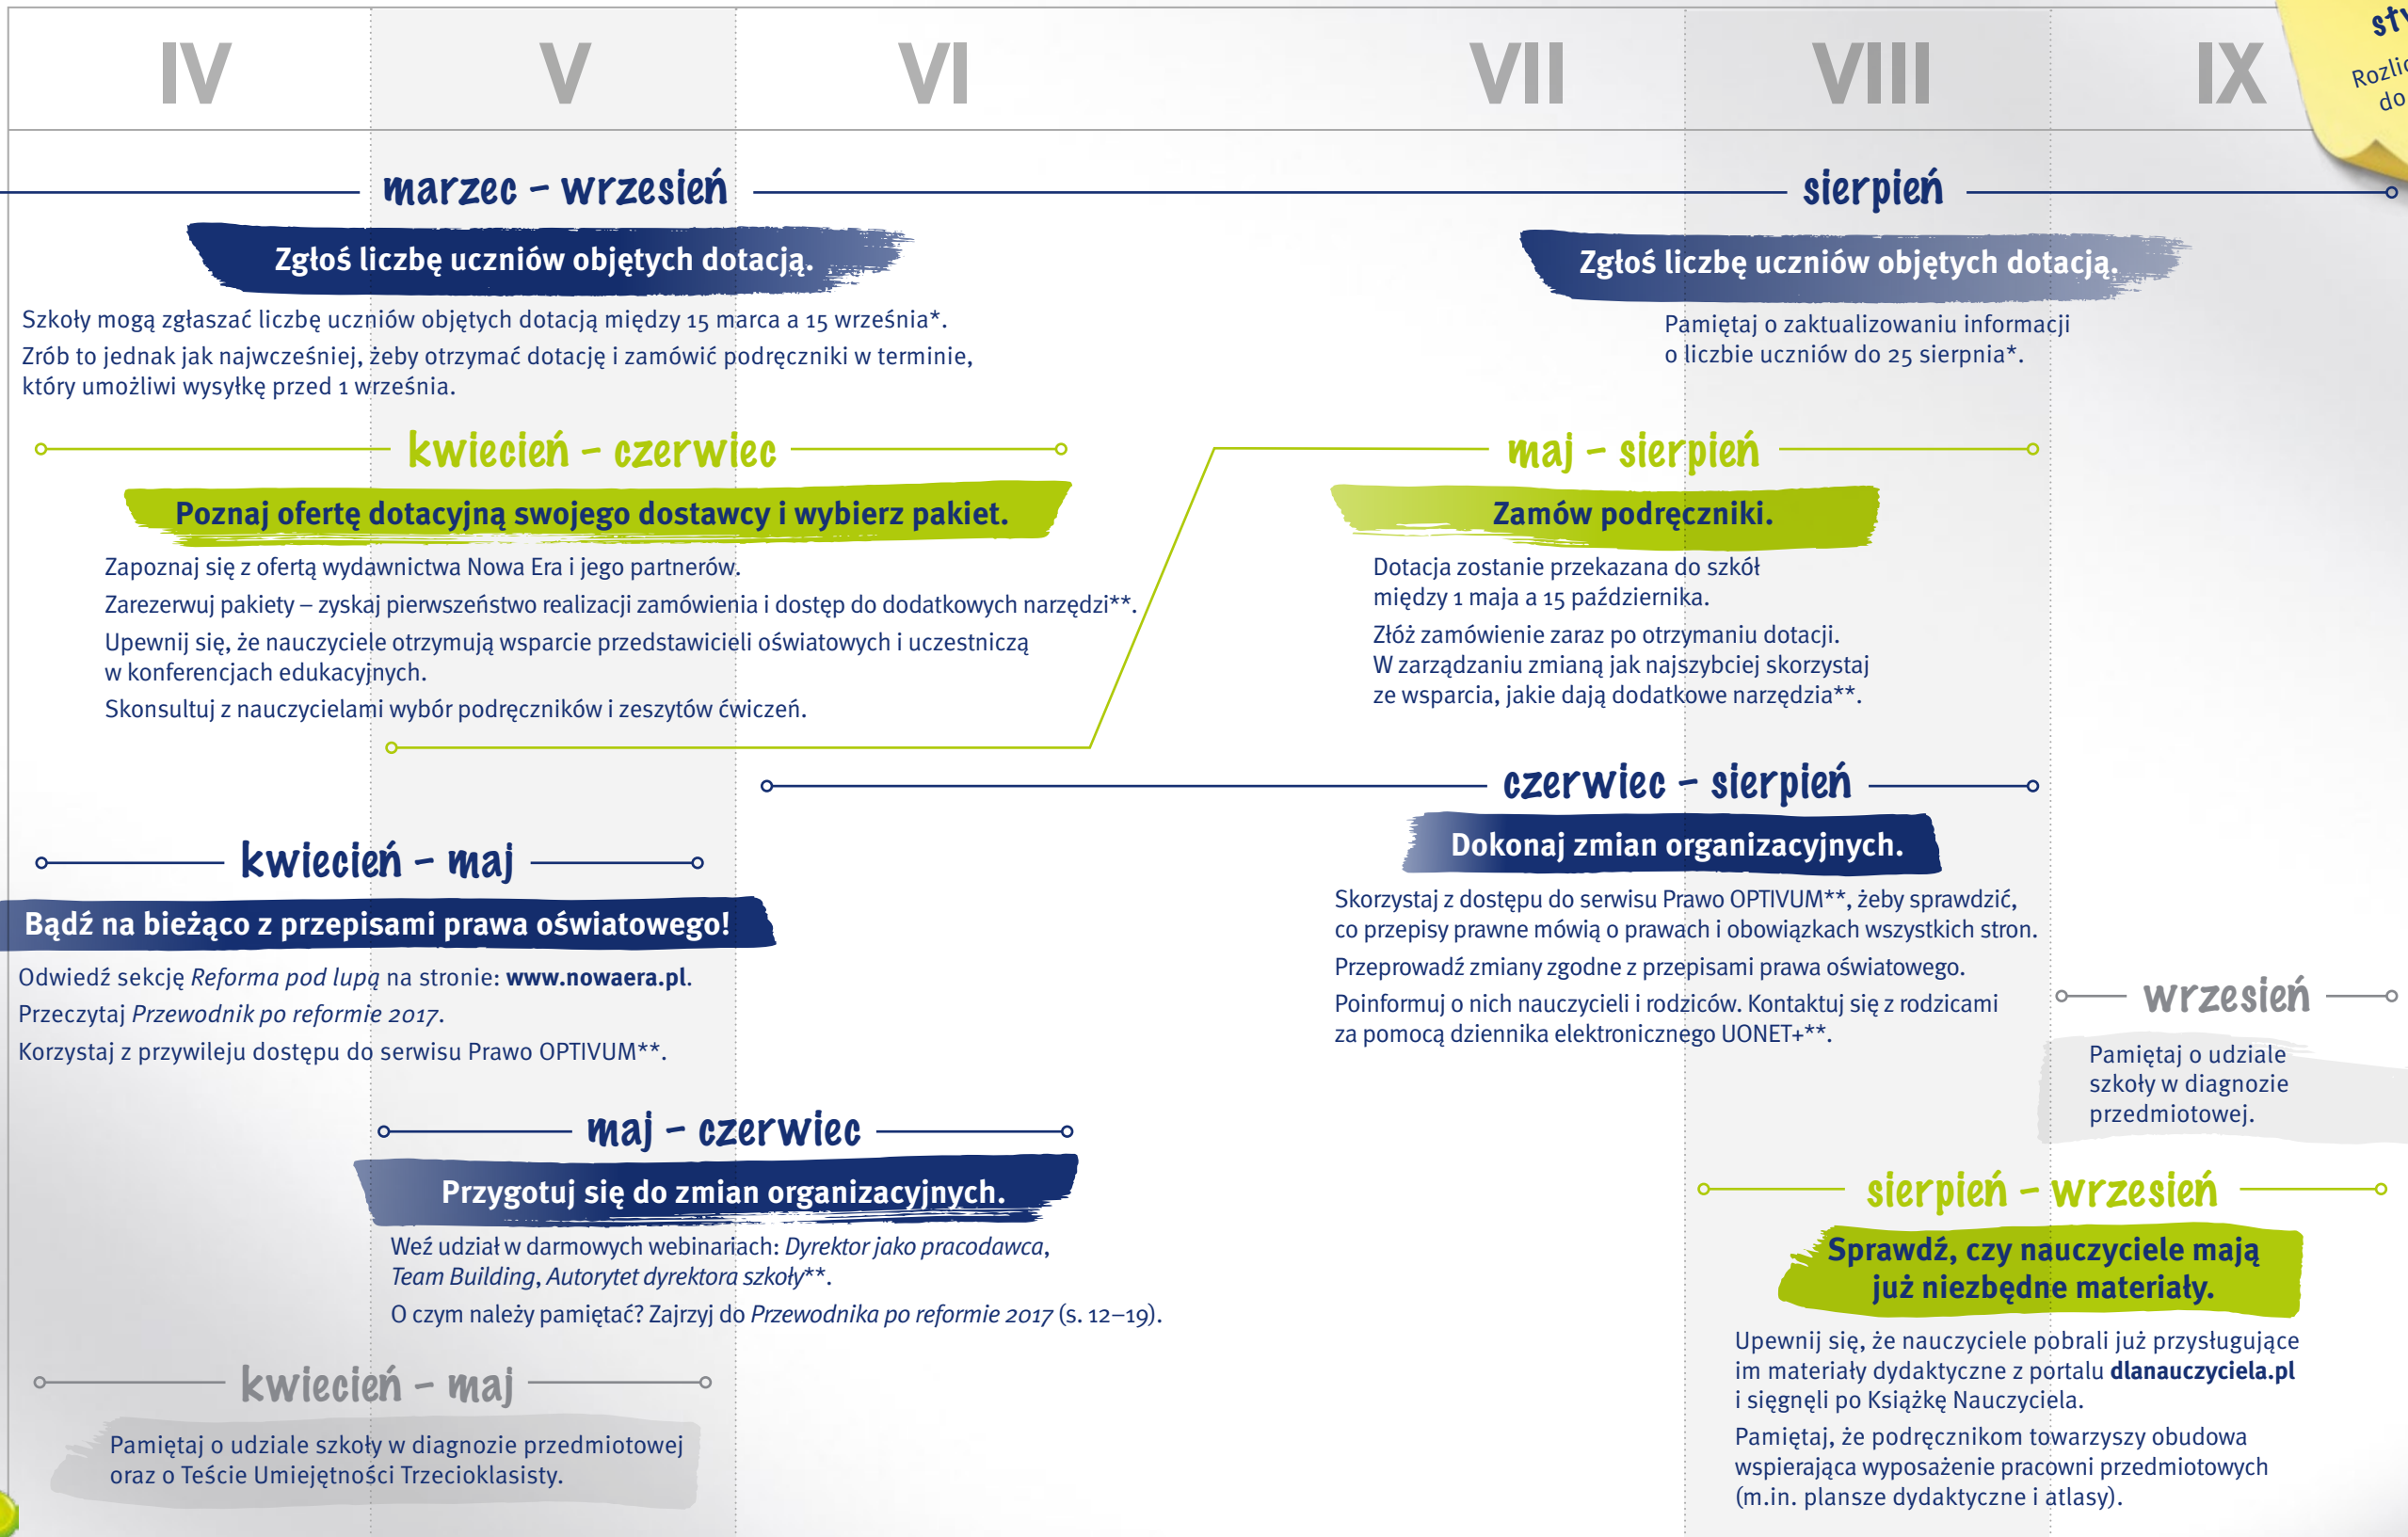 IV
V
VI
VII
VIII
IX
do
marzec – wrzesień
Zgłoś liczbę uczniów objętych dotacją.
Szkoły mogą zgłaszać liczbę uczniów objętych dotacją między 15 marca a 15 września*.
Zrób to jednak jak najwcześniej, żeby otrzymać dotację i zamówić podręczniki w terminie,
który umożliwi wysyłkę przed 1 września.
sierpień
Zgłoś liczbę uczniów objętych dotacją.
Pamiętaj o zaktualizowaniu informacji
o liczbie uczniów do 25 sierpnia*.
kwiecień – czerwiec
Poznaj ofertę dotacyjną swojego dostawcy i wybierz pakiet.
Zapoznaj się z ofertą wydawnictwa Nowa Era i jego partnerów.
Zarezerwuj pakiety – zyskaj pierwszeństwo realizacji zamówienia i dostęp do dodatkowych narzędzi**.
Upewnij się, że nauczyciele otrzymują wsparcie przedstawicieli oświatowych i uczestniczą
w konferencjach edukacyjnych.
Skonsultuj z nauczycielami wybór podręczników i zeszytów ćwiczeń.
maj – sierpień
Zamów podręczniki.
Dotacja zostanie przekazana do szkół
między 1 maja a 15 października.
Złóż zamówienie zaraz po otrzymaniu dotacji.
W zarządzaniu zmianą jak najszybciej skorzystaj
ze wsparcia, jakie dają dodatkowe narzędzia**.
czerwiec – sierpień
Dokonaj zmian organizacyjnych.
Skorzystaj z dostępu do serwisu Prawo OPTIVUM**, żeby sprawdzić,
co przepisy prawne mówią o prawach i obowiązkach wszystkich stron.
Przeprowadź zmiany zgodne z przepisami prawa oświatowego.
Poinformuj o nich nauczycieli i rodziców. Kontaktuj się z rodzicami
za pomocą dziennika elektronicznego UONET+**.
kwiecień – maj
Bądź na bieżąco z przepisami prawa oświatowego!
Odwiedź sekcję Reforma pod lupą na stronie: www.nowaera.pl.
Przeczytaj Przewodnik po reformie 2017.
Korzystaj z przywileju dostępu do serwisu Prawo OPTIVUM**.
wrzesień
Pamiętaj o udziale
szkoły w diagnozie
przedmiotowej.
maj – czerwiec
Przygotuj się do zmian organizacyjnych.
Weź udział w darmowych webinariach: Dyrektor jako pracodawca,
Team Building, Autorytet dyrektora szkoły**.
O czym należy pamiętać? Zajrzyj do Przewodnika po reformie 2017 (s. 12–19).
sierpień – wrzesień
Sprawdź, czy nauczyciele mają
już niezbędne materiały.
Upewnij się, że nauczyciele pobrali już przysługujące
im materiały dydaktyczne z portalu dlanauczyciela.pl
i sięgnęli po Książkę Nauczyciela.
Pamiętaj, że podręcznikom towarzyszy obudowa
wspierająca wyposażenie pracowni przedmiotowych
(m.in. plansze dydaktyczne i atlasy).
kwiecień – maj
Pamiętaj o udziale szkoły w diagnozie przedmiotowej
oraz o Teście Umiejętności Trzecioklasisty.